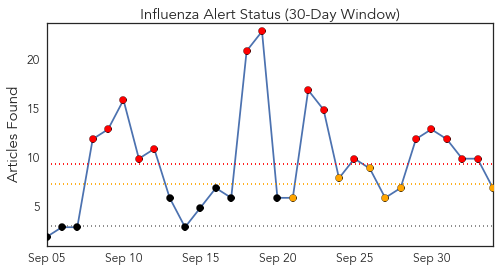 Influenza Alert Status (30-Day Window)
Articles Found
20
15
10
5
Sep 05
Sep 10
Sep 15
Sep 20
Sep 25
Sep 30